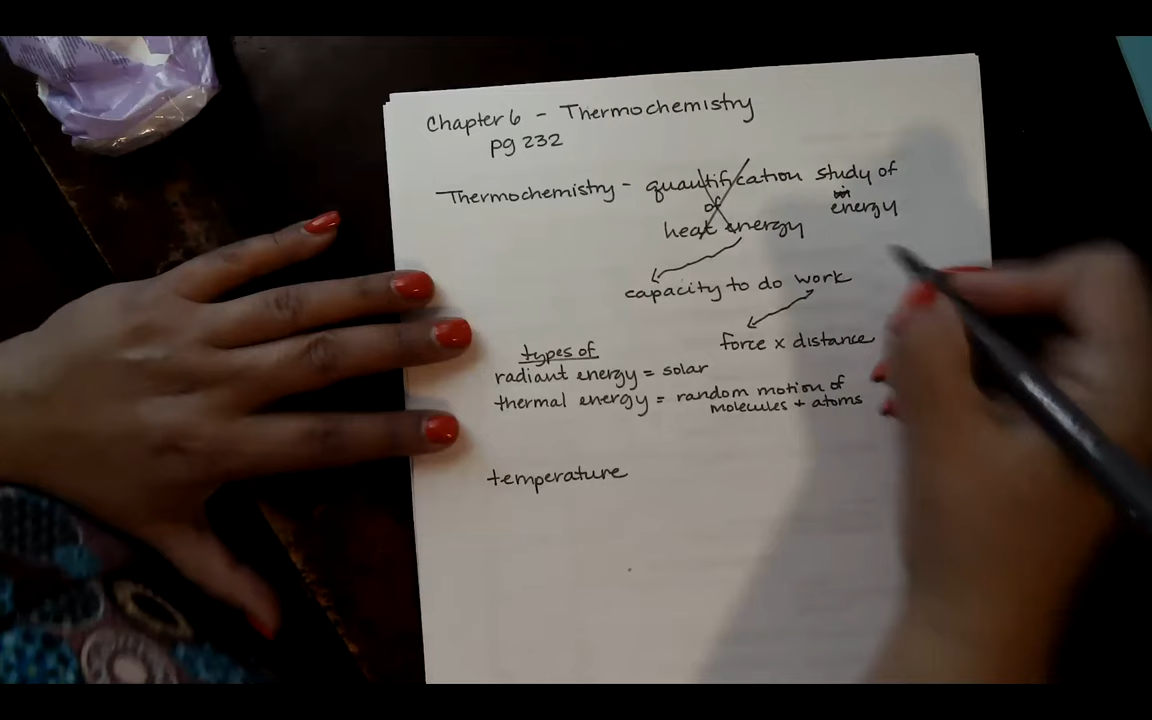 Chapter 6 - Thermochemistry
pg 232
Thermochemistry - quantification study of
of
in
energy
heat energy
capacity to do work
force x distance
types of
radiant energy = solar
thermal energy = random motion of
molecules + atoms
temperature